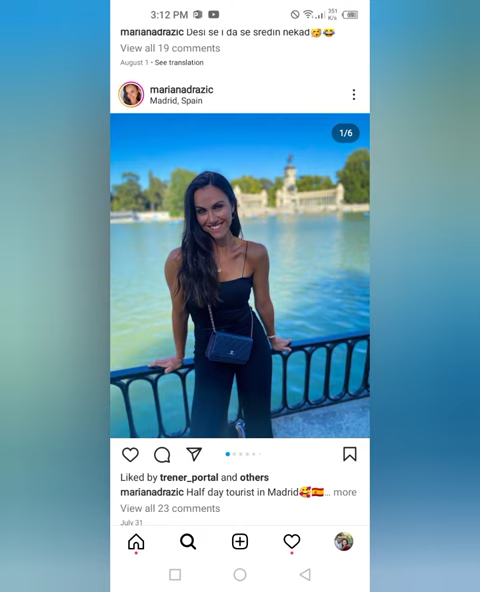 3:12 PM
351 K/s
marianadrazic Desi se i da se sredin nekad🥳😂
View all 19 comments
August 1 • See translation
marianadrazic
Madrid, Spain
1/6
Liked by trener_portal and others
marianadrazic Half day tourist in Madrid🥰🇪🇸... more
View all 23 comments
July 31